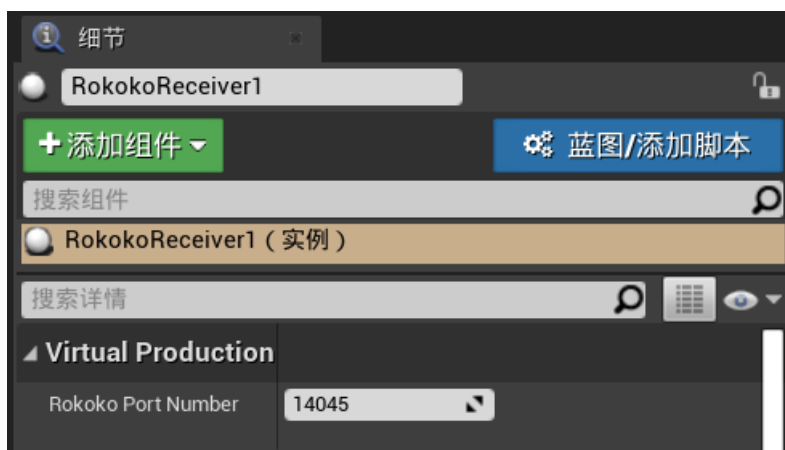 细节
RokokoReceiver1
+添加组件
蓝图/添加脚本
搜索组件
RokokoReceiver1（实例）
搜索详情
Virtual Production
Rokoko Port Number 14045